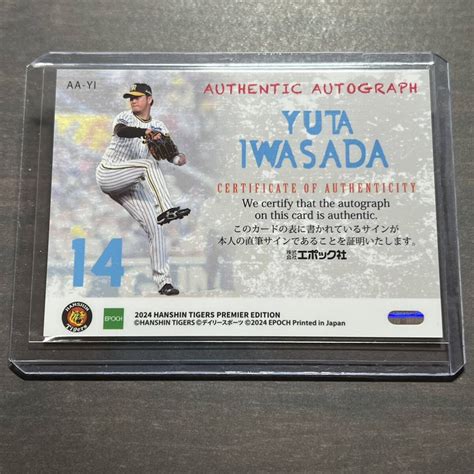 AA-YI
AUTHENTIC AUTOGRAPH
YUTA
IWASADA
CERTIFICATE OF AUTHENTICITY
We certify that the autograph
on this card is authentic.
このカードの表に書かれているサインが
本人の直筆サインであることを証明いたします。
株式会社エポック社
14
HANSHIN
Tigers
EPOCH
2024 HANSHIN TIGERS PREMIER EDITION
©HANSHIN TIGERS ©デイリースポーツ ©2024 EPOCH Printed in Japan